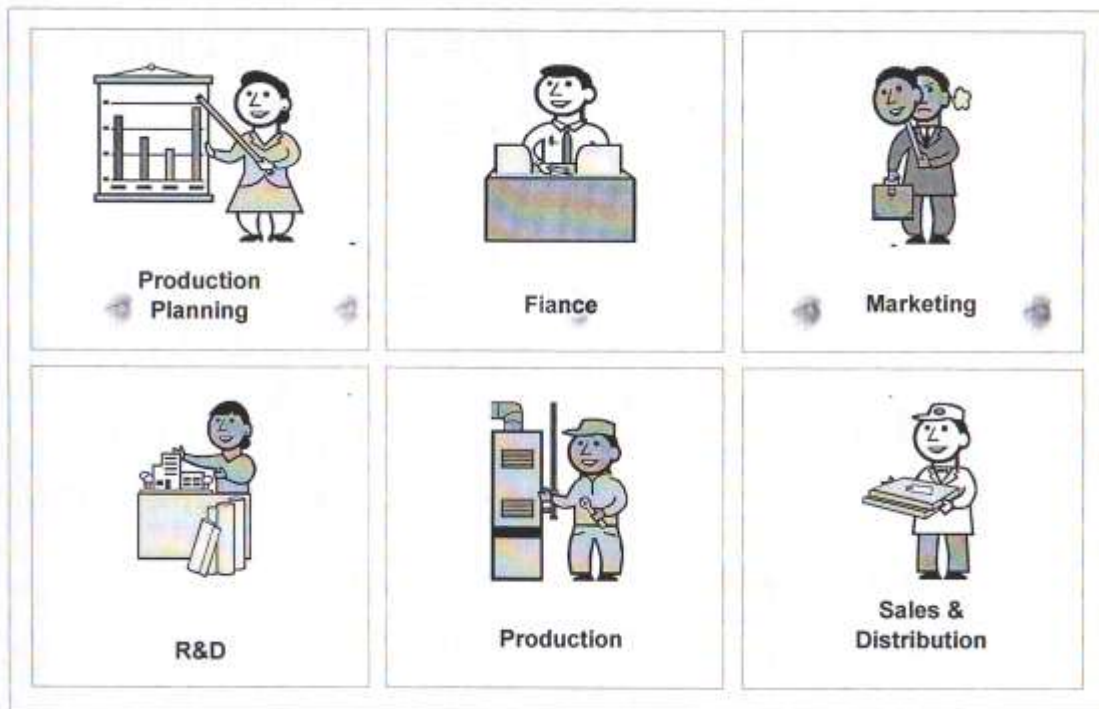 Production
Planning
Fiance
Marketing
R&D
Production
Sales &
Distribution